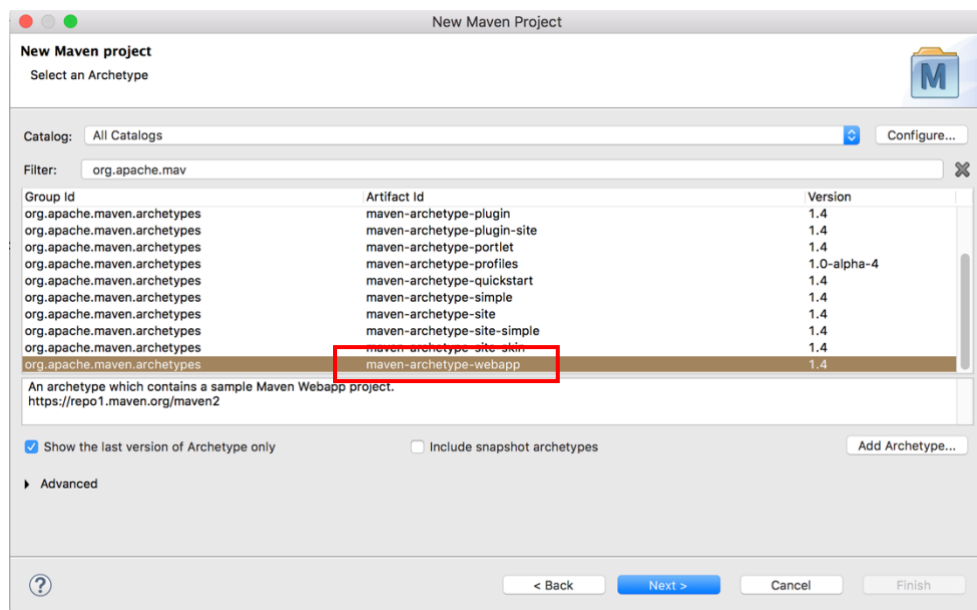 New Maven Project
New Maven project
Select an Archetype
M
Catalog: All Catalogs Configure...
Filter: org.apache.mav
Group Id Artifact Id Version
org.apache.maven.archetypes maven-archetype-plugin 1.4
org.apache.maven.archetypes maven-archetype-plugin-site 1.4
org.apache.maven.archetypes maven-archetype-portlet 1.4
org.apache.maven.archetypes maven-archetype-profiles 1.0-alpha-4
org.apache.maven.archetypes maven-archetype-quickstart 1.4
org.apache.maven.archetypes maven-archetype-simple 1.4
org.apache.maven.archetypes maven-archetype-site 1.4
org.apache.maven.archetypes maven-archetype-site-simple 1.4
org.apache.maven.archetypes maven-archetype-site-skin 1.4
org.apache.maven.archetypes maven-archetype-webapp 1.4
An archetype which contains a sample Maven Webapp project.
https://repo1.maven.org/maven2
Show the last version of Archetype only Include snapshot archetypes Add Archetype...
Advanced
? < Back Next > Cancel Finish